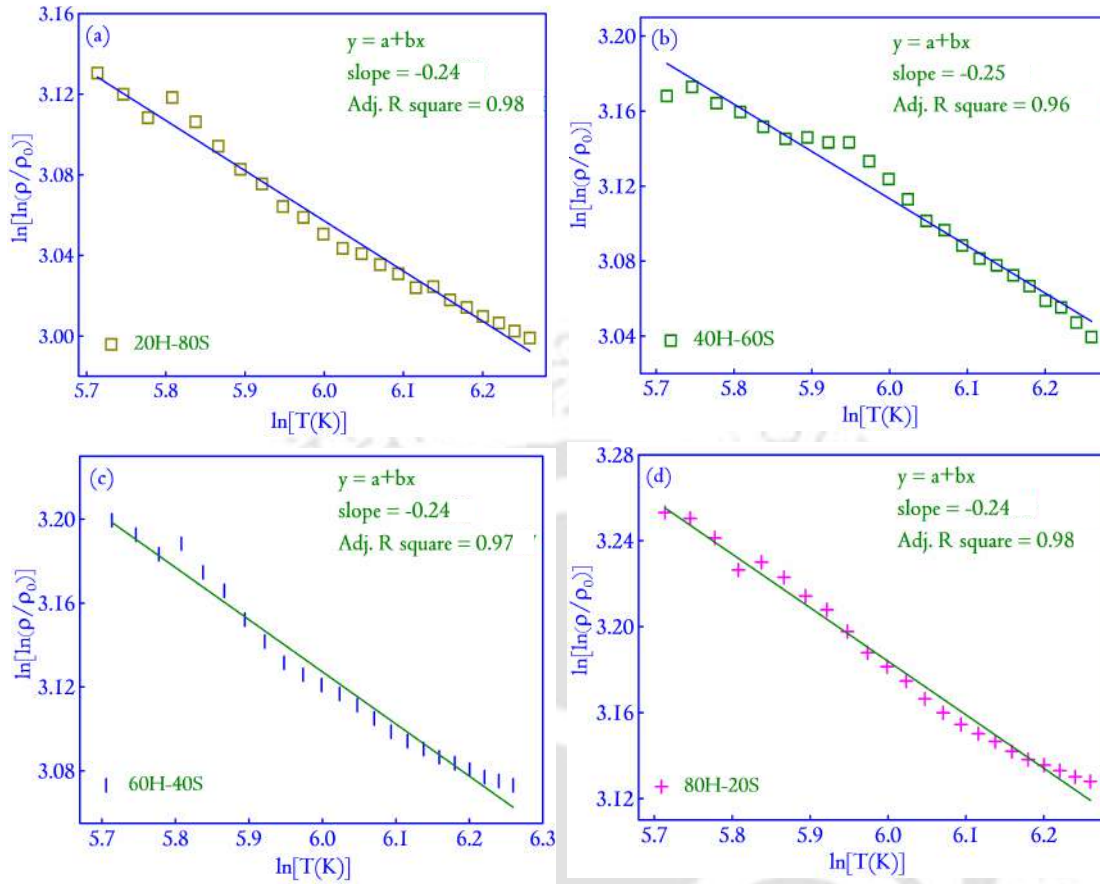 (a)
y = a+bx
slope = -0.24
Adj. R square = 0.98
20H-80S
3.16
3.12
3.08
3.04
3.00
5.7 5.8 5.9 6.0 6.1 6.2
ln[ln(ρ/ρ₀)]
ln[T(K)]
(b)
y = a+bx
slope = -0.25
Adj. R square = 0.96
40H-60S
3.20
3.16
3.12
3.08
3.04
5.7 5.8 5.9 6.0 6.1 6.2
ln[ln(ρ/ρ₀)]
ln[T(K)]
(c)
y = a+bx
slope = -0.24
Adj. R square = 0.97
60H-40S
3.20
3.16
3.12
3.08
5.7 5.8 5.9 6.0 6.1 6.2 6.3
ln[ln(ρ/ρ₀)]
ln[T(K)]
(d)
y = a+bx
slope = -0.24
Adj. R square = 0.98
80H-20S
3.28
3.24
3.20
3.16
3.12
5.7 5.8 5.9 6.0 6.1 6.2
ln[ln(ρ/ρ₀)]
ln[T(K)]